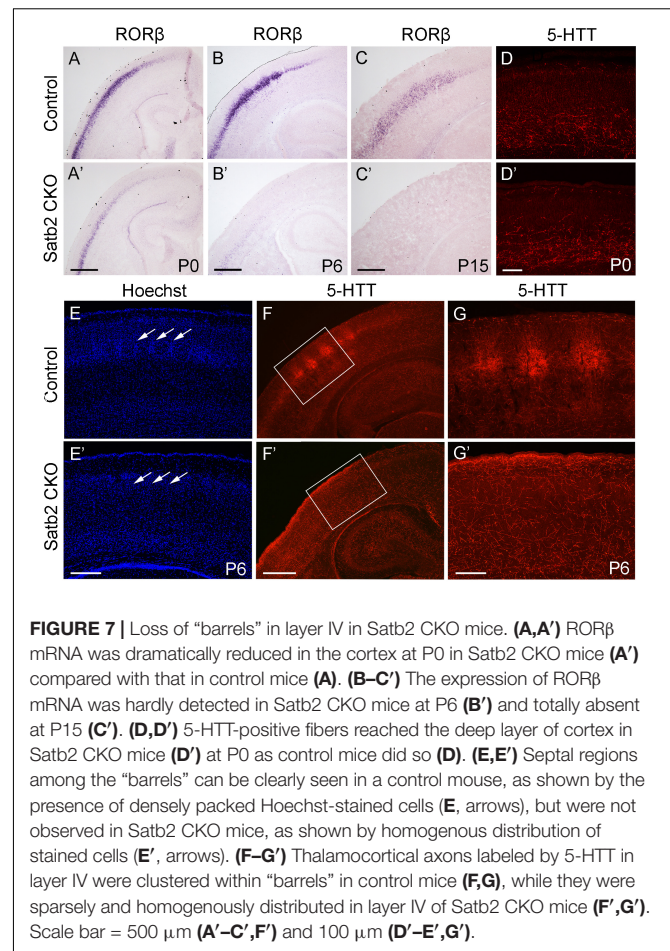 RORβ RORβ RORβ 5-HTT
A B C D
Control
A' B' C' D'
Satb2 CKO
P0 P6 P15 P0
Hoechst 5-HTT 5-HTT
E F G
Control
E' F' G'
Satb2 CKO
P6 P6
FIGURE 7 | Loss of “barrels” in layer IV in Satb2 CKO mice. (A,A′) RORβ
mRNA was dramatically reduced in the cortex at P0 in Satb2 CKO mice (A′)
compared with that in control mice (A). (B–C′) The expression of RORβ
mRNA was hardly detected in Satb2 CKO mice at P6 (B′) and totally absent
at P15 (C′). (D,D′) 5-HTT-positive fibers reached the deep layer of cortex in
Satb2 CKO mice (D′) at P0 as control mice did so (D). (E,E′) Septal regions
among the “barrels” can be clearly seen in a control mouse, as shown by the
presence of densely packed Hoechst-stained cells (E, arrows), but were not
observed in Satb2 CKO mice, as shown by homogenous distribution of
stained cells (E′, arrows). (F–G′) Thalamocortical axons labeled by 5-HTT in
layer IV were clustered within “barrels” in control mice (F,G), while they were
sparsely and homogenously distributed in layer IV of Satb2 CKO mice (F′,G′).
Scale bar = 500 μm (A′–C′,F′) and 100 μm (D′–E′,G′).